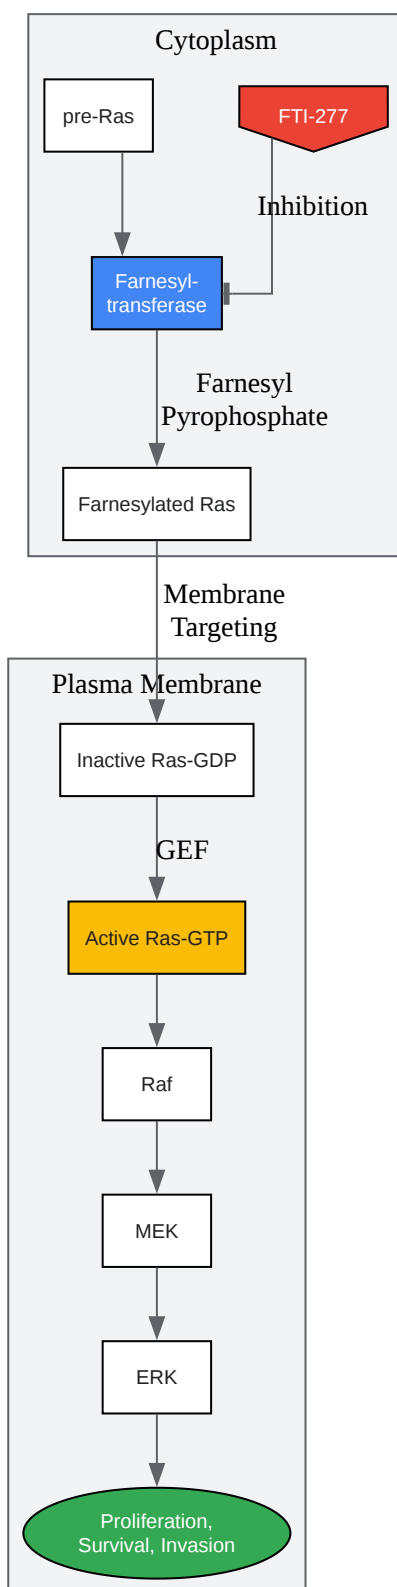 Cytoplasm
pre-Ras
FTI-277
Inhibition
Farnesyl-
transferase
Farnesyl
Pyrophosphate
Farnesylated Ras
Membrane
Targeting
Plasma Membrane
Inactive Ras-GDP
GEF
Active Ras-GTP
Raf
MEK
ERK
Proliferation,
Survival, Invasion